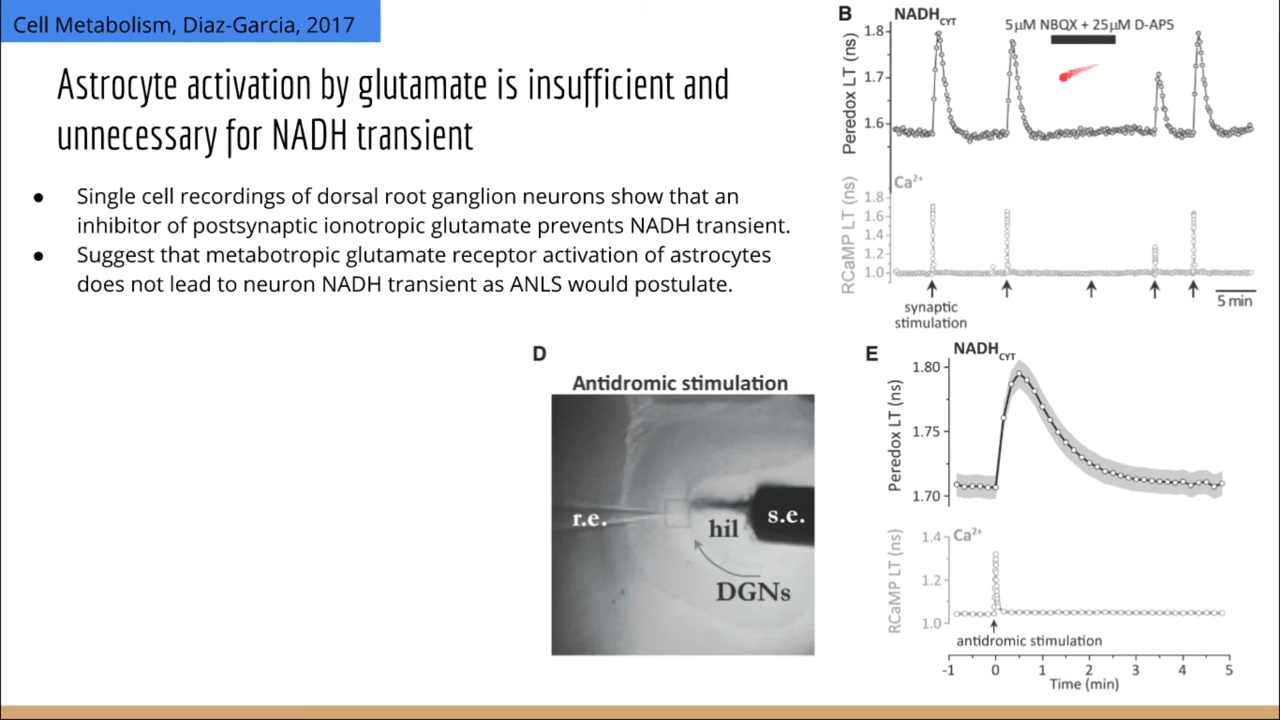 Cell Metabolism, Diaz-Garcia, 2017
Astrocyte activation by glutamate is insufficient and
unnecessary for NADH transient
● Single cell recordings of dorsal root ganglion neurons show that an
inhibitor of postsynaptic ionotropic glutamate prevents NADH transient.
● Suggest that metabotropic glutamate receptor activation of astrocytes
does not lead to neuron NADH transient as ANLS would postulate.
B
NADHCYT
5µM NBQX + 25µM D-AP5
Peredox LT (ns)
1.8
1.7
1.6
Ca²⁺
RCaMP LT (ns)
1.8
1.6
1.4
1.2
1.0
synaptic
stimulation
5 min
D
Antidromic stimulation
r.e.
hil
s.e.
DGNs
E
NADHCYT
Peredox LT (ns)
1.80
1.75
1.70
Ca²⁺
RCaMP LT (ns)
1.4
1.2
1.0
antidromic stimulation
-1 0 1 2 3 4 5
Time (min)